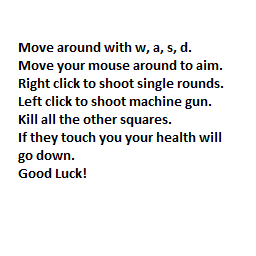 Move around with w, a, s, d.
Move your mouse around to aim.
Right click to shoot single rounds.
Left click to shoot machine gun.
Kill all the other squares.
If they touch you your health will
go down.
Good Luck!